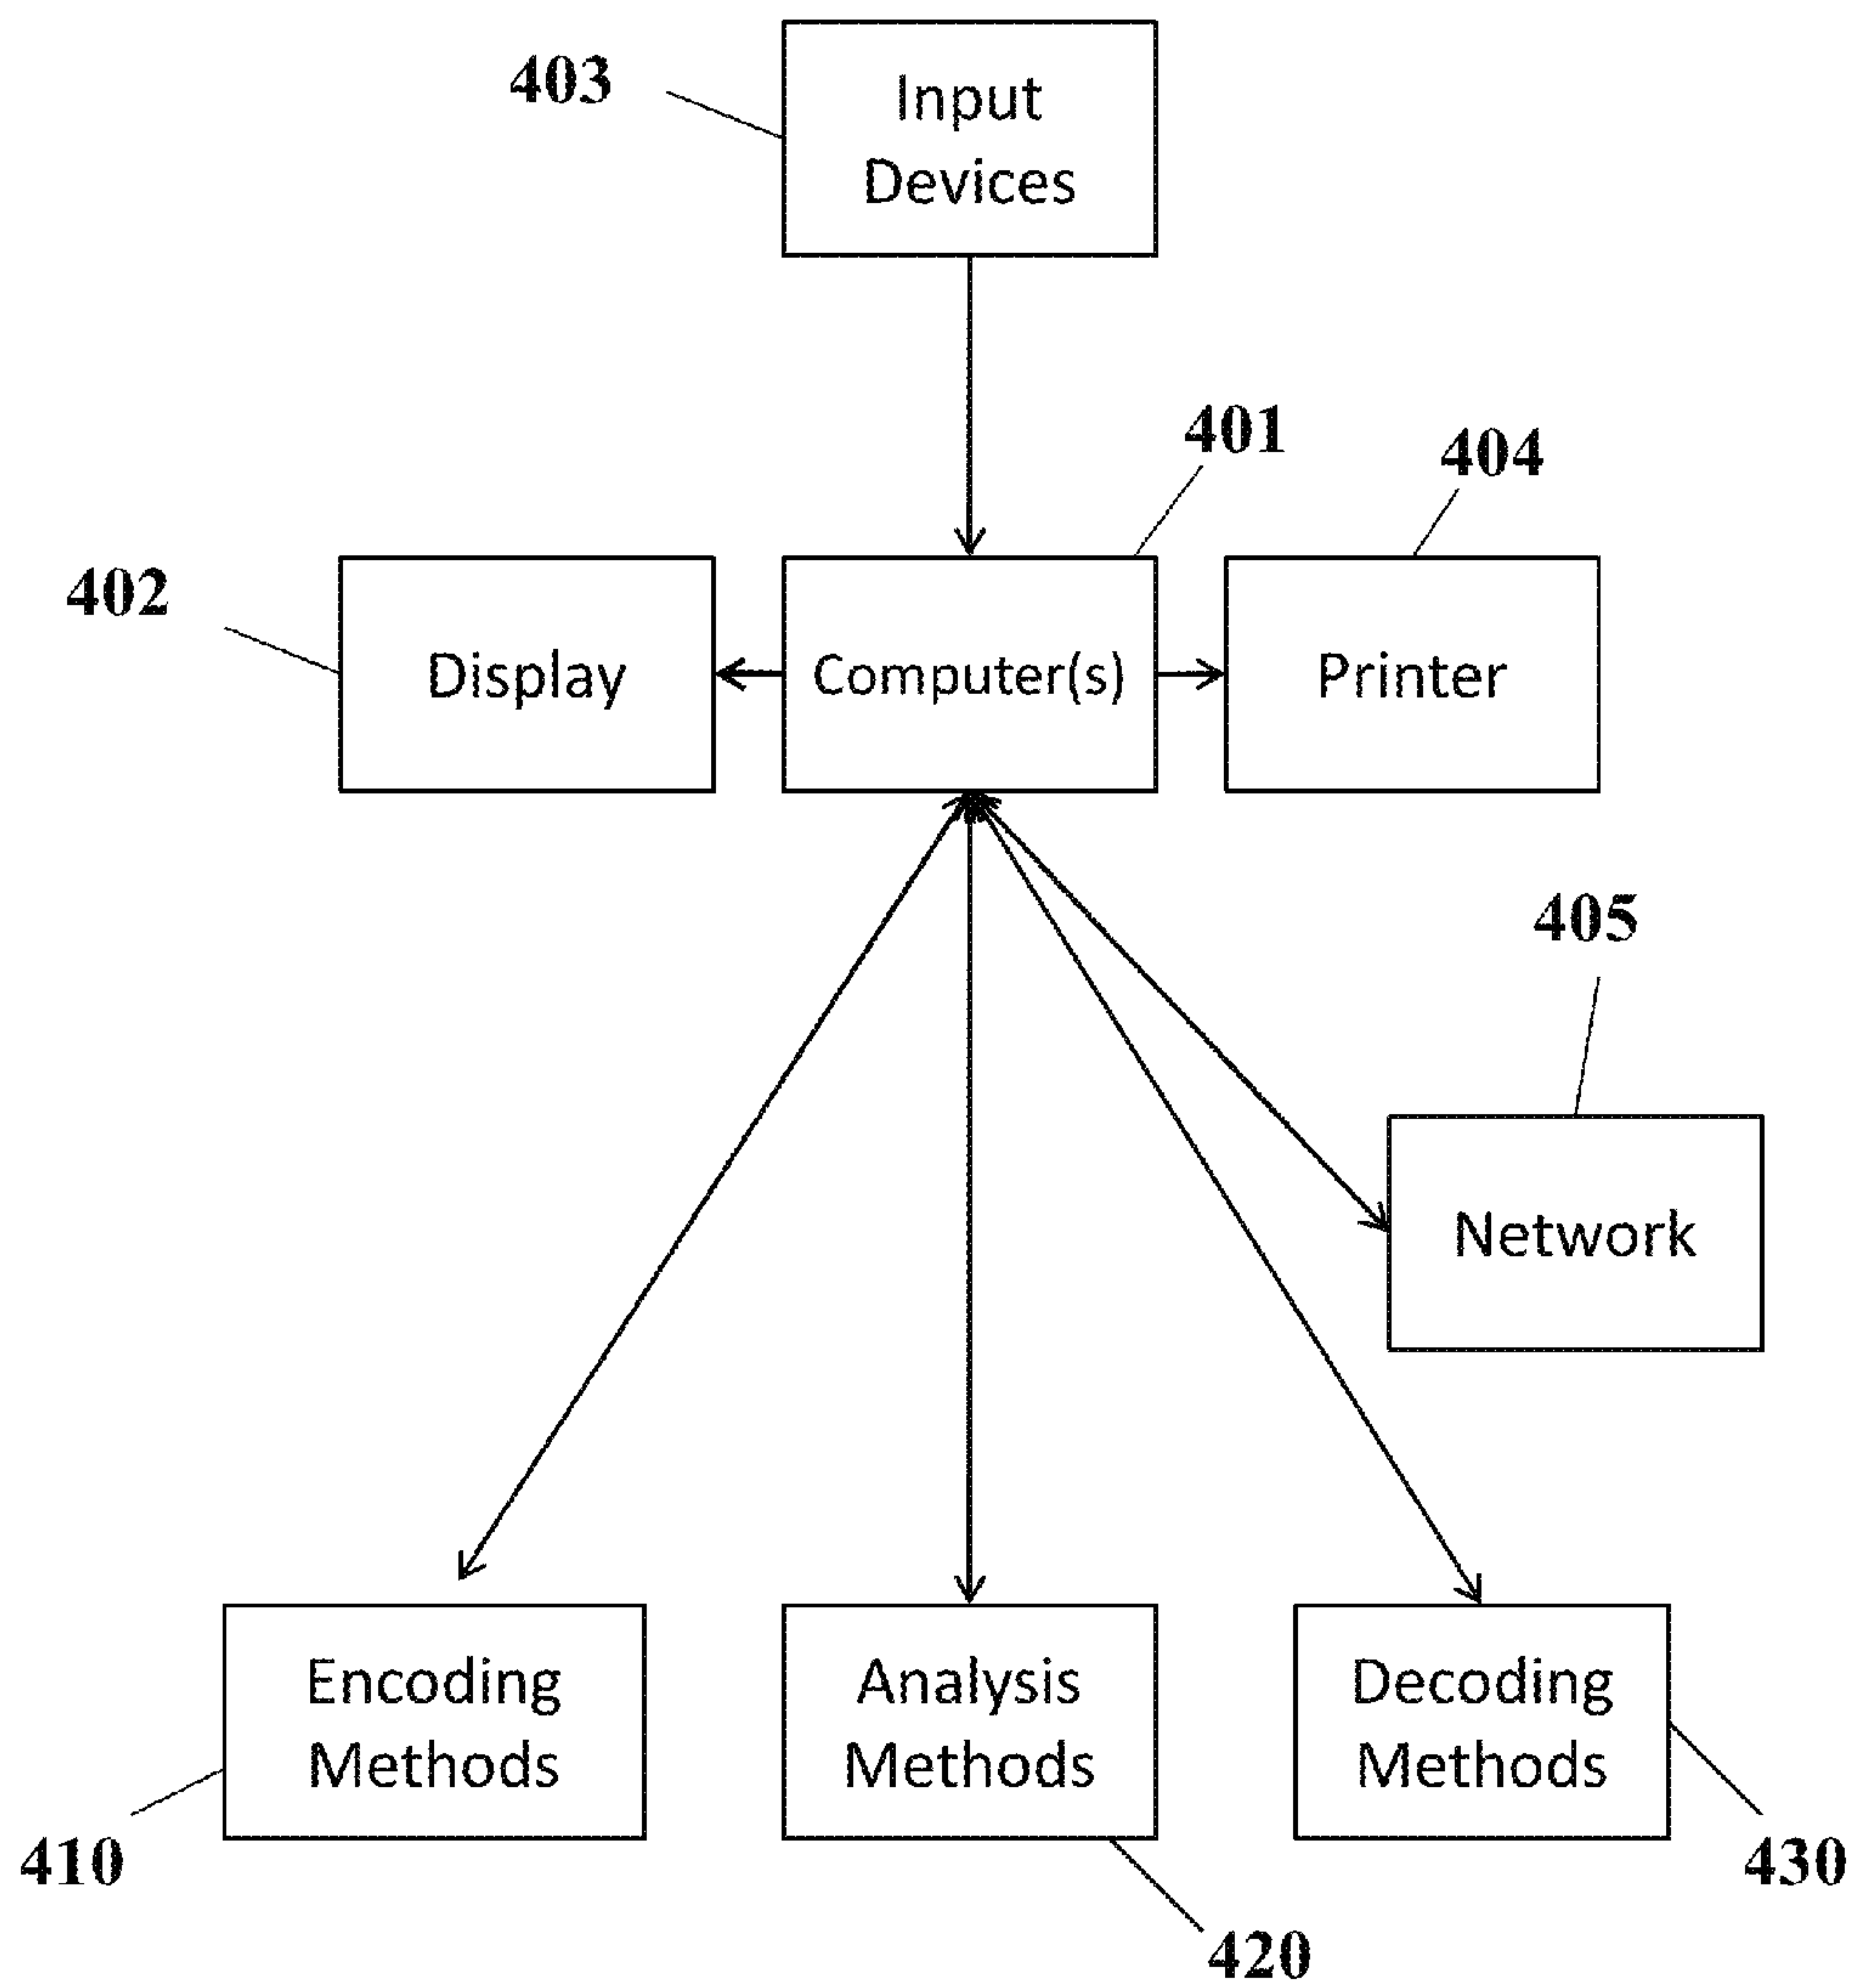 403
Input
Devices
401
404
402
Display
Computer(s)
Printer
405
Network
Encoding
Methods
Analysis
Methods
Decoding
Methods
410
430
420